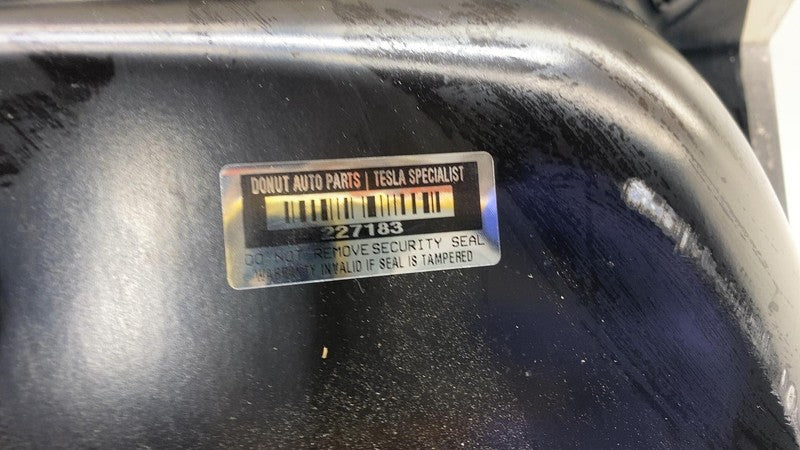 DONUT AUTO PARTS | TESLA SPECIALIST
227183
DO NOT REMOVE SECURITY SEAL
WARRANTY INVALID IF SEAL IS TAMPERED